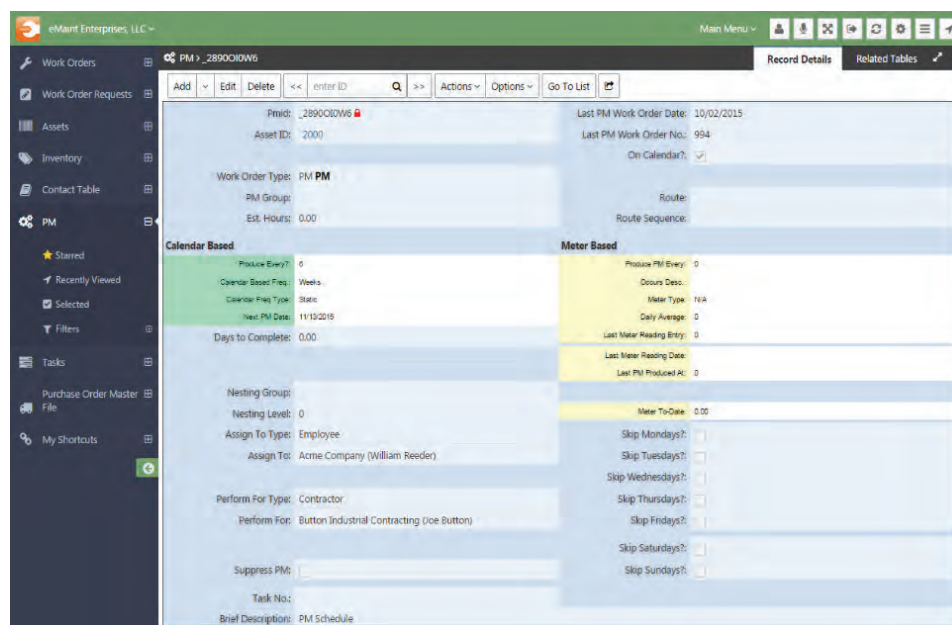 eMaint Enterprises, LLC
Main Menu
Work Orders
Work Order Requests
Assets
Inventory
Contact Table
PM
Starred
Recently Viewed
Selected
Filters
Tasks
Purchase Order Master
File
My Shortcuts
PM > _2890OI0W6
Record Details
Related Tables
Add Edit Delete << enter ID >> Actions Options Go To List
Pmid: _2890OI0W6
Last PM Work Order Date: 10/02/2015
Asset ID: 2000
Last PM Work Order No.: 994
On Calendar?:
Work Order Type: PM PM
PM Group:
Route:
Est. Hours: 0.00
Route Sequence:
Calendar Based
Produce Every?: 6
Calendar Based Freq.: Weeks
Calendar Freq Type: Static
Next PM Date: 11/13/2015
Days to Complete: 0.00
Meter Based
Produce PM Every: 0
Occurs Desc.:
Meter Type: N/A
Daily Average: 0
Last Meter Reading Entry: 0
Last Meter Reading Date:
Last PM Produced At: 0
Meter To-Date: 0.00
Nesting Group:
Nesting Level: 0
Assign To Type: Employee
Assign To: Acme Company (William Reeder)
Perform For Type: Contractor
Perform For: Button Industrial Contracting (Joe Button)
Suppress PM:
Task No.:
Brief Description: PM Schedule
Skip Mondays?:
Skip Tuesdays?:
Skip Wednesdays?:
Skip Thursdays?:
Skip Fridays?:
Skip Saturdays?:
Skip Sundays?: